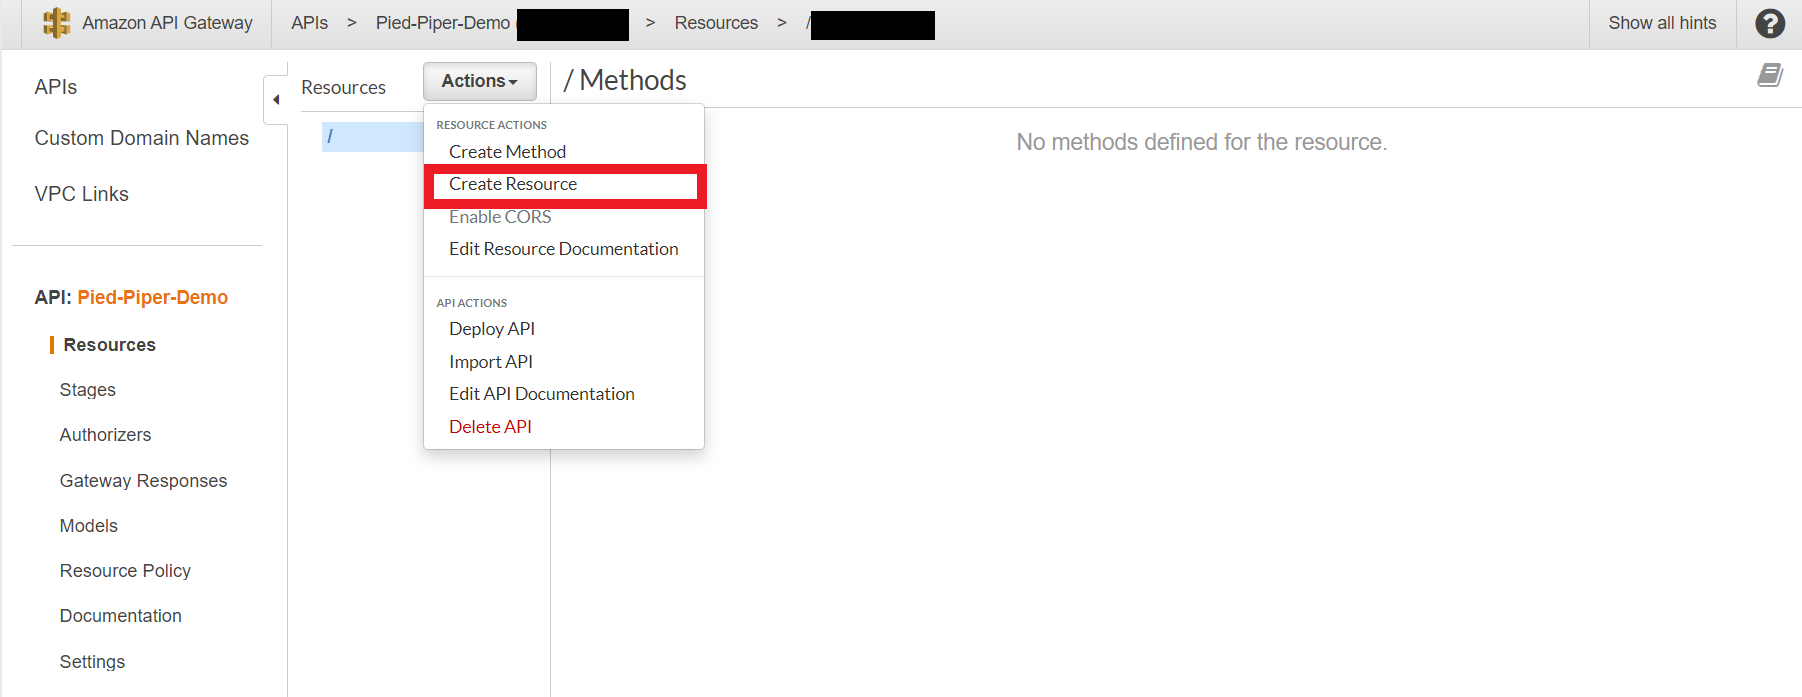 Amazon API Gateway
APIs > Pied-Piper-Demo ( > Resources > /
Show all hints
?
APIs
Custom Domain Names
VPC Links
API: Pied-Piper-Demo
Resources
Stages
Authorizers
Gateway Responses
Models
Resource Policy
Documentation
Settings
Resources
Actions
/
RESOURCE ACTIONS
Create Method
Create Resource
Enable CORS
Edit Resource Documentation
API ACTIONS
Deploy API
Import API
Edit API Documentation
Delete API
/ Methods
No methods defined for the resource.